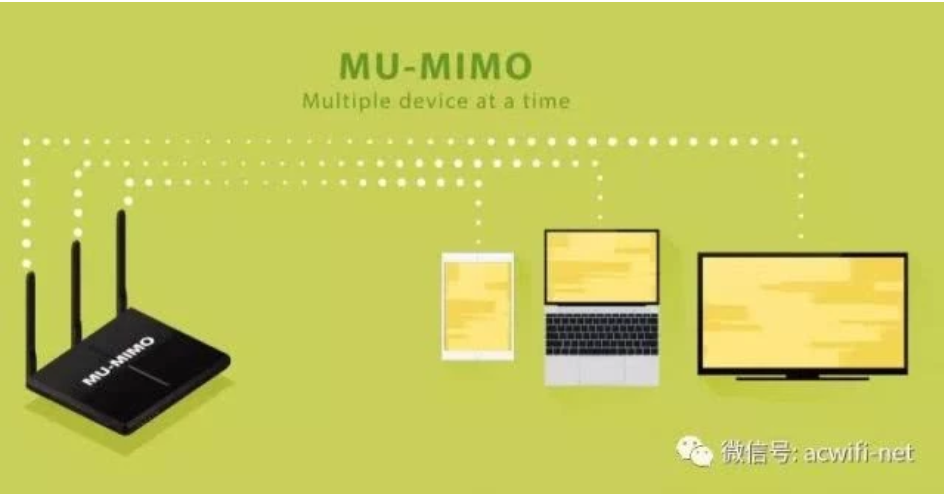 MU-MIMO
Multiple device at a time
MU-MIMO
微信号: acwifi-net